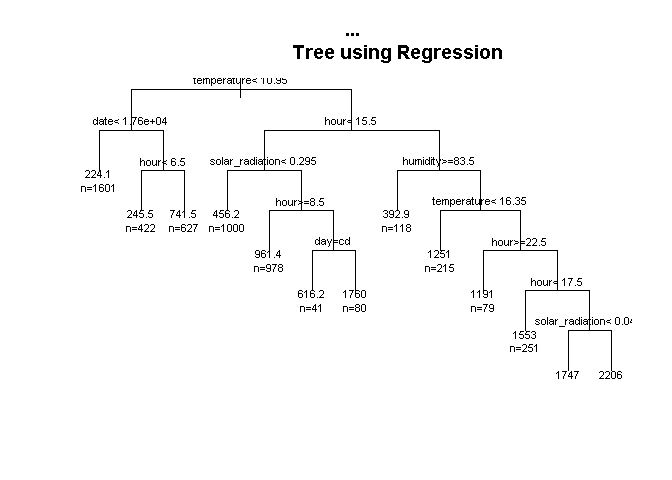 ...
Tree using Regression
temperature< 10.95
date< 1.76e+04
hour< 15.5
hour< 6.5
solar_radiation< 0.295
humidity>=83.5
224.1
n=1601
hour>=8.5
temperature< 16.35
245.5
n=422
741.5
n=627
456.2
n=1000
392.9
n=118
day=cd
hour>=22.5
961.4
n=978
1251
n=215
hour< 17.5
616.2
n=41
1760
n=80
1191
n=79
solar_radiation< 0.04
1553
n=251
1747
2206